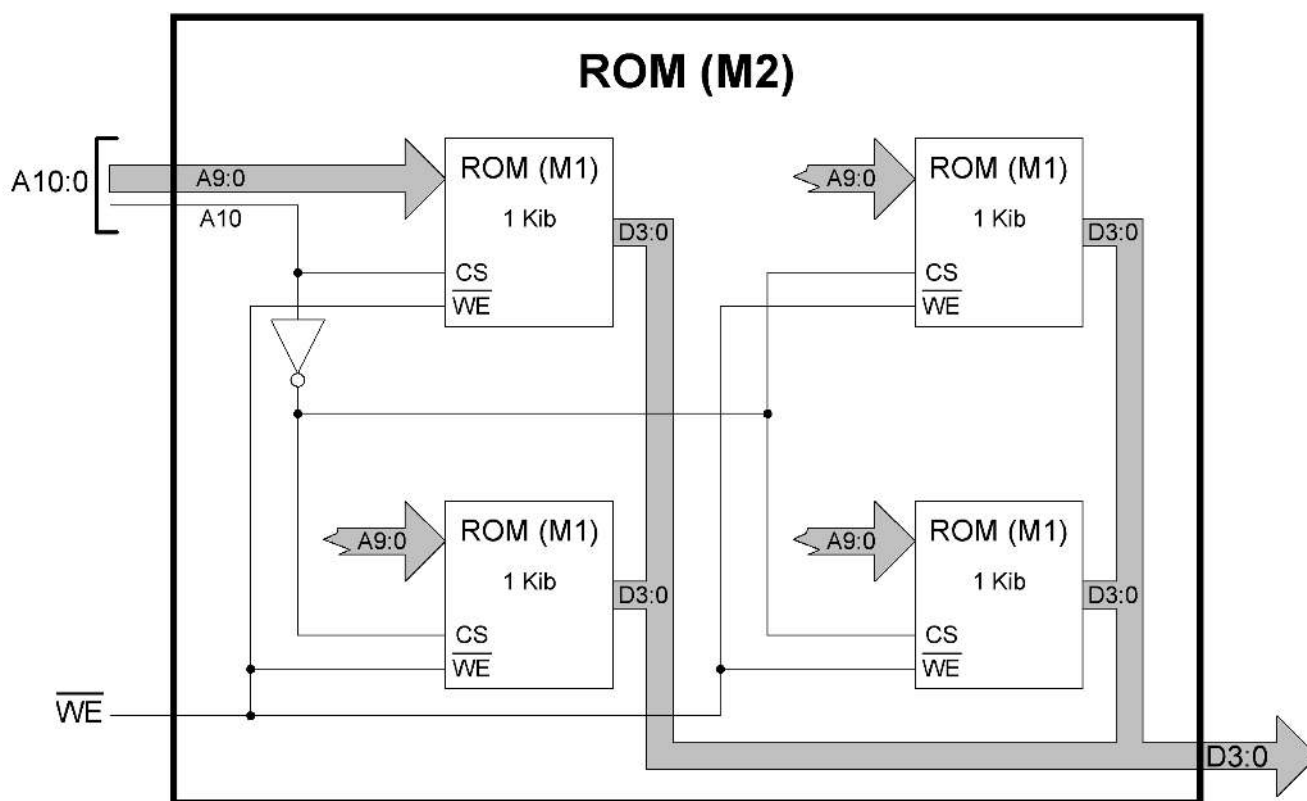 ROM (M2)
A10:0
A9:0
A10
ROM (M1)
1 Kib
D3:0
CS
WE
A9:0
ROM (M1)
1 Kib
D3:0
CS
WE
A9:0
ROM (M1)
1 Kib
D3:0
CS
WE
A9:0
ROM (M1)
1 Kib
D3:0
CS
WE
WE
D3:0